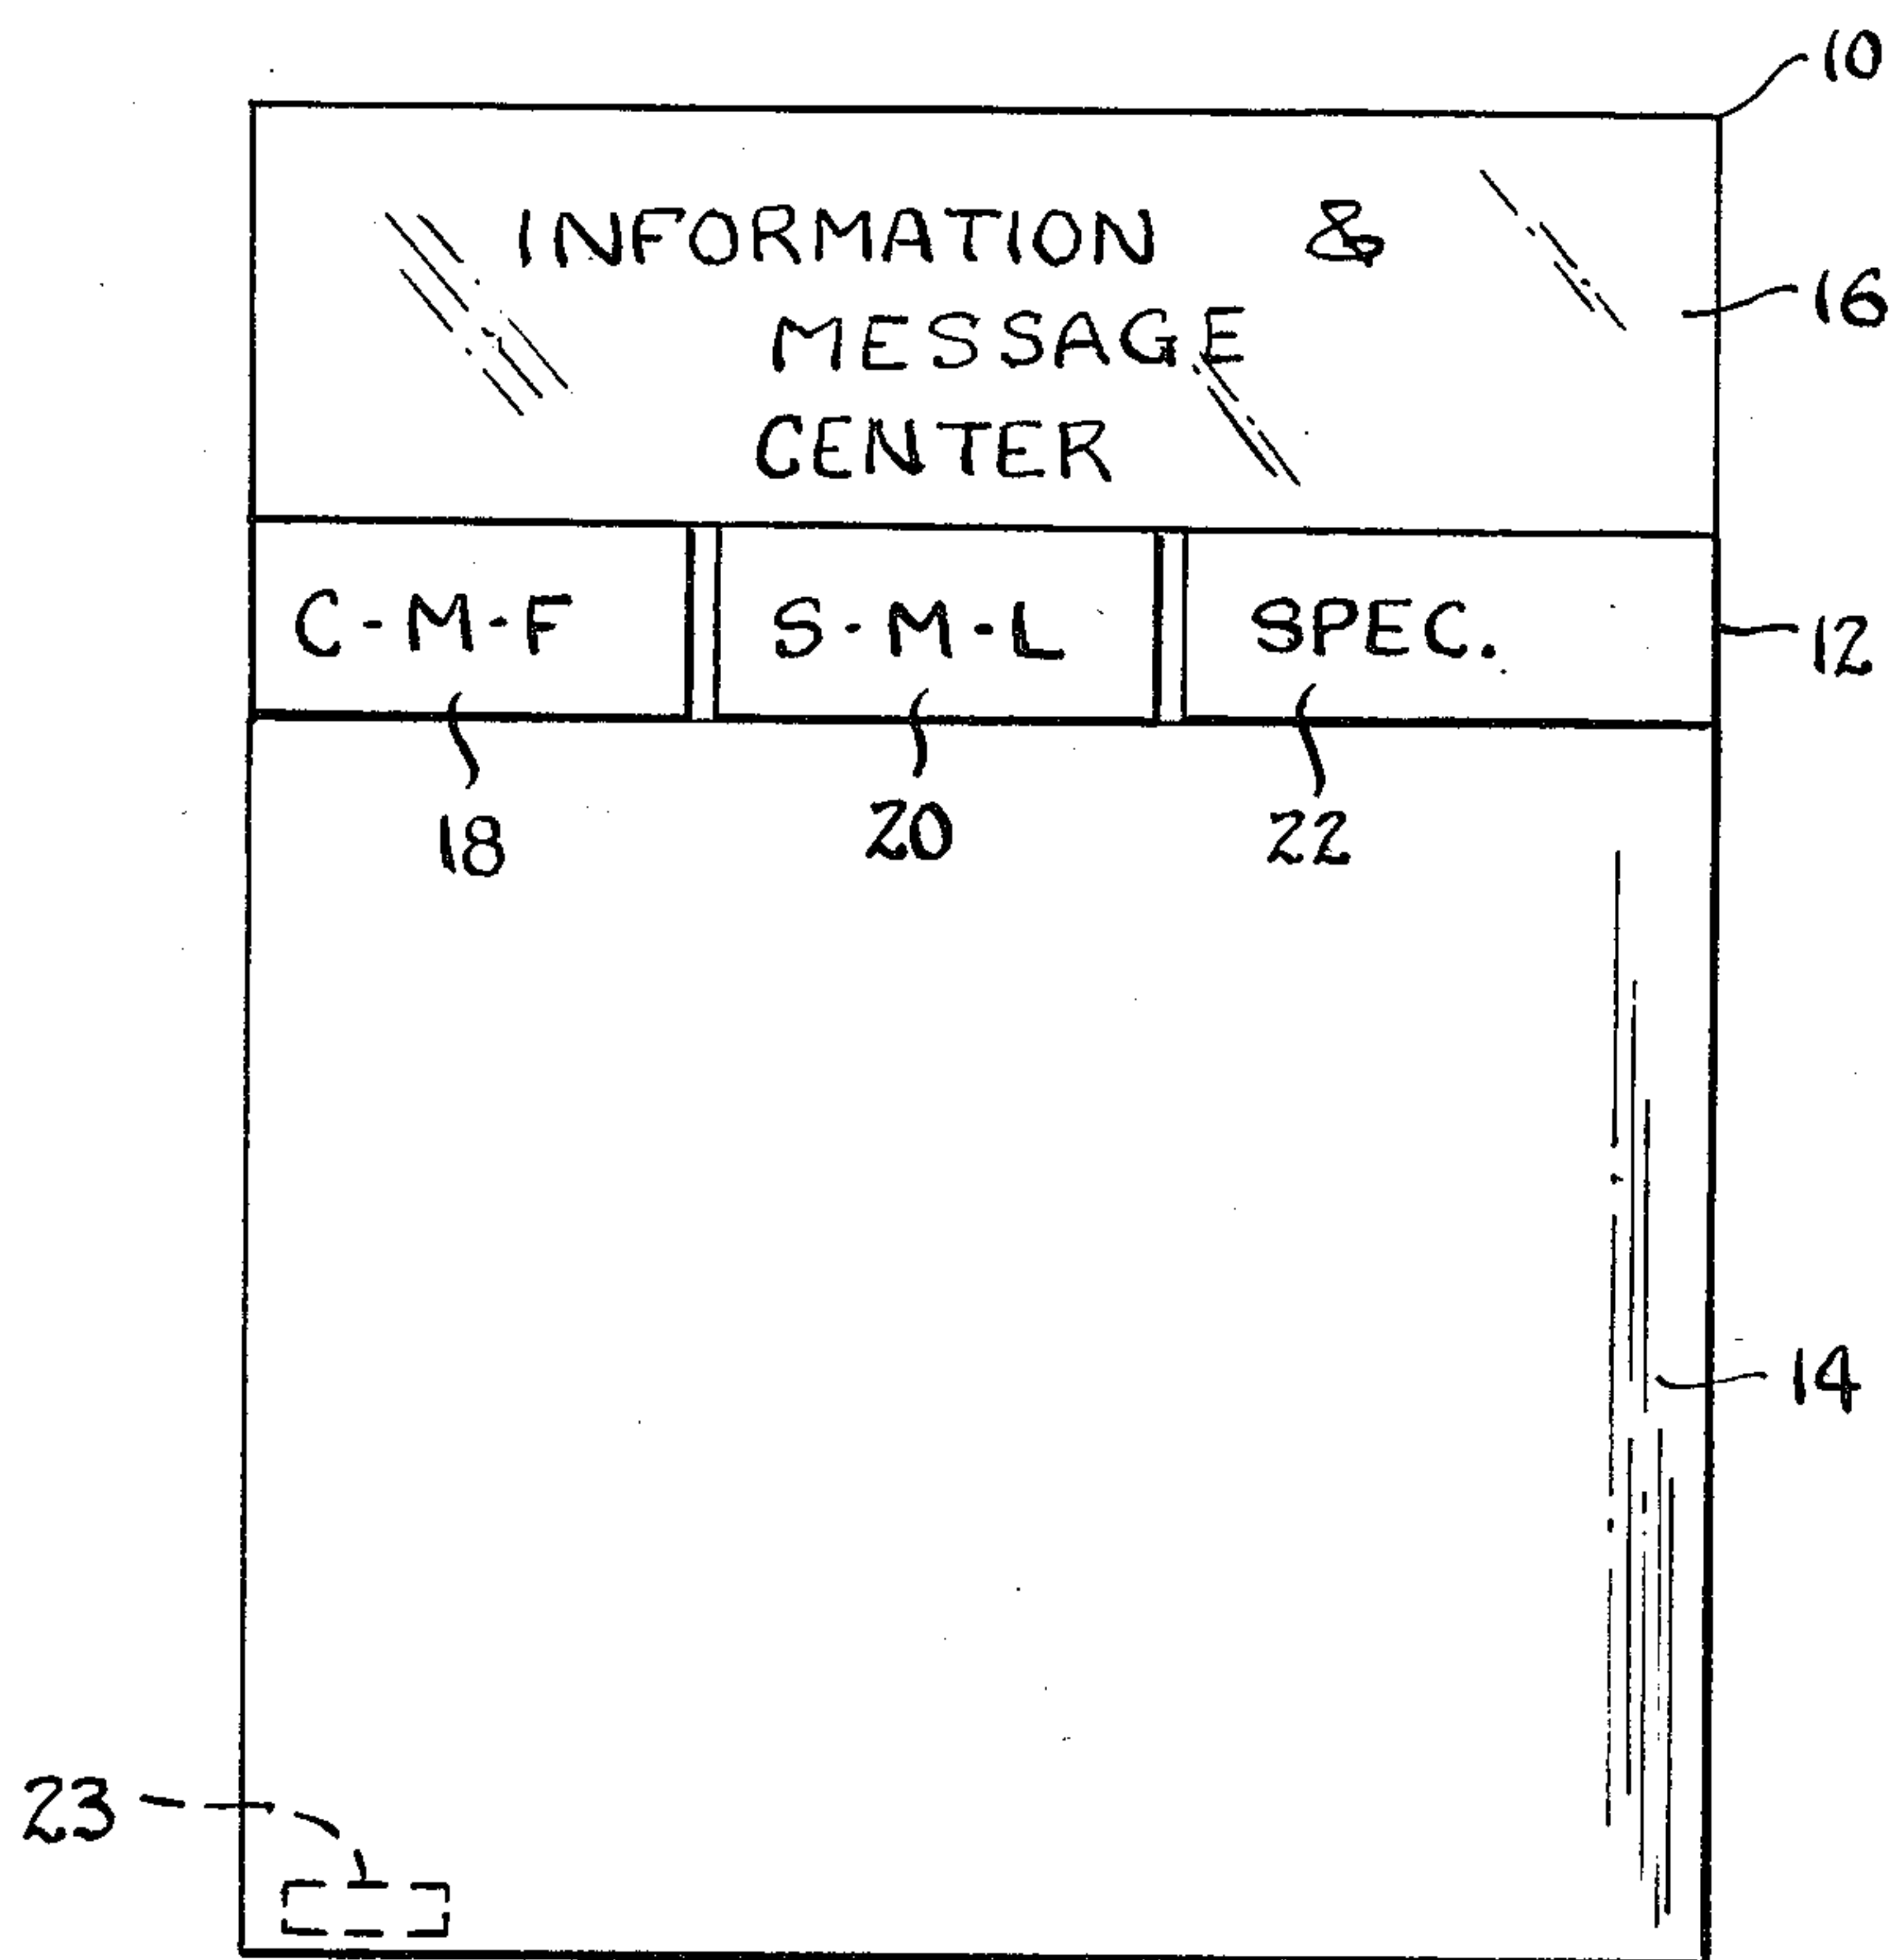 10
INFORMATION &
16
MESSAGE
CENTER
C-M-F S-M-L SPEC.
12
18 20 22
14
23